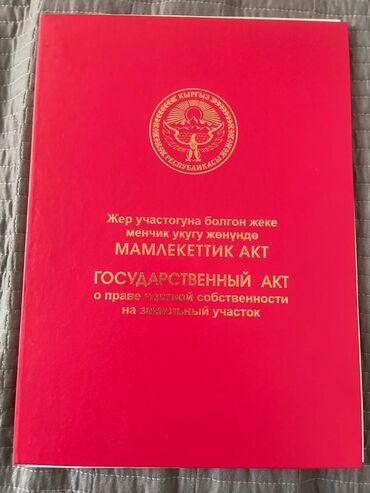 КЫРГЫЗ
РЕСПУБЛИКАСЫ
Жер участогуна болгон жеке
менчик укугу жөнүндө
МАМЛЕКЕТТИК АКТ
ГОСУДАРСТВЕННЫЙ АКТ
о праве частной собственности
на земельный участок